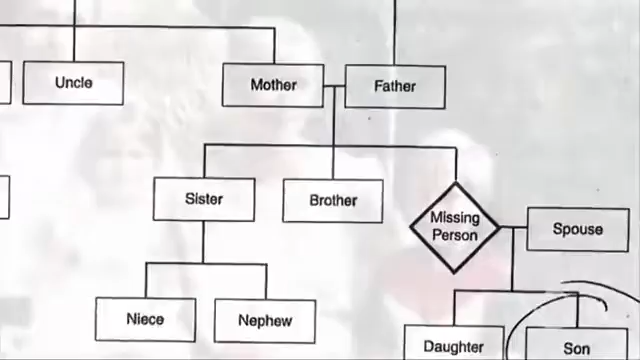 Uncle
Mother
Father
Sister
Brother
Missing
Person
Spouse
Niece
Nephew
Daughter
Son